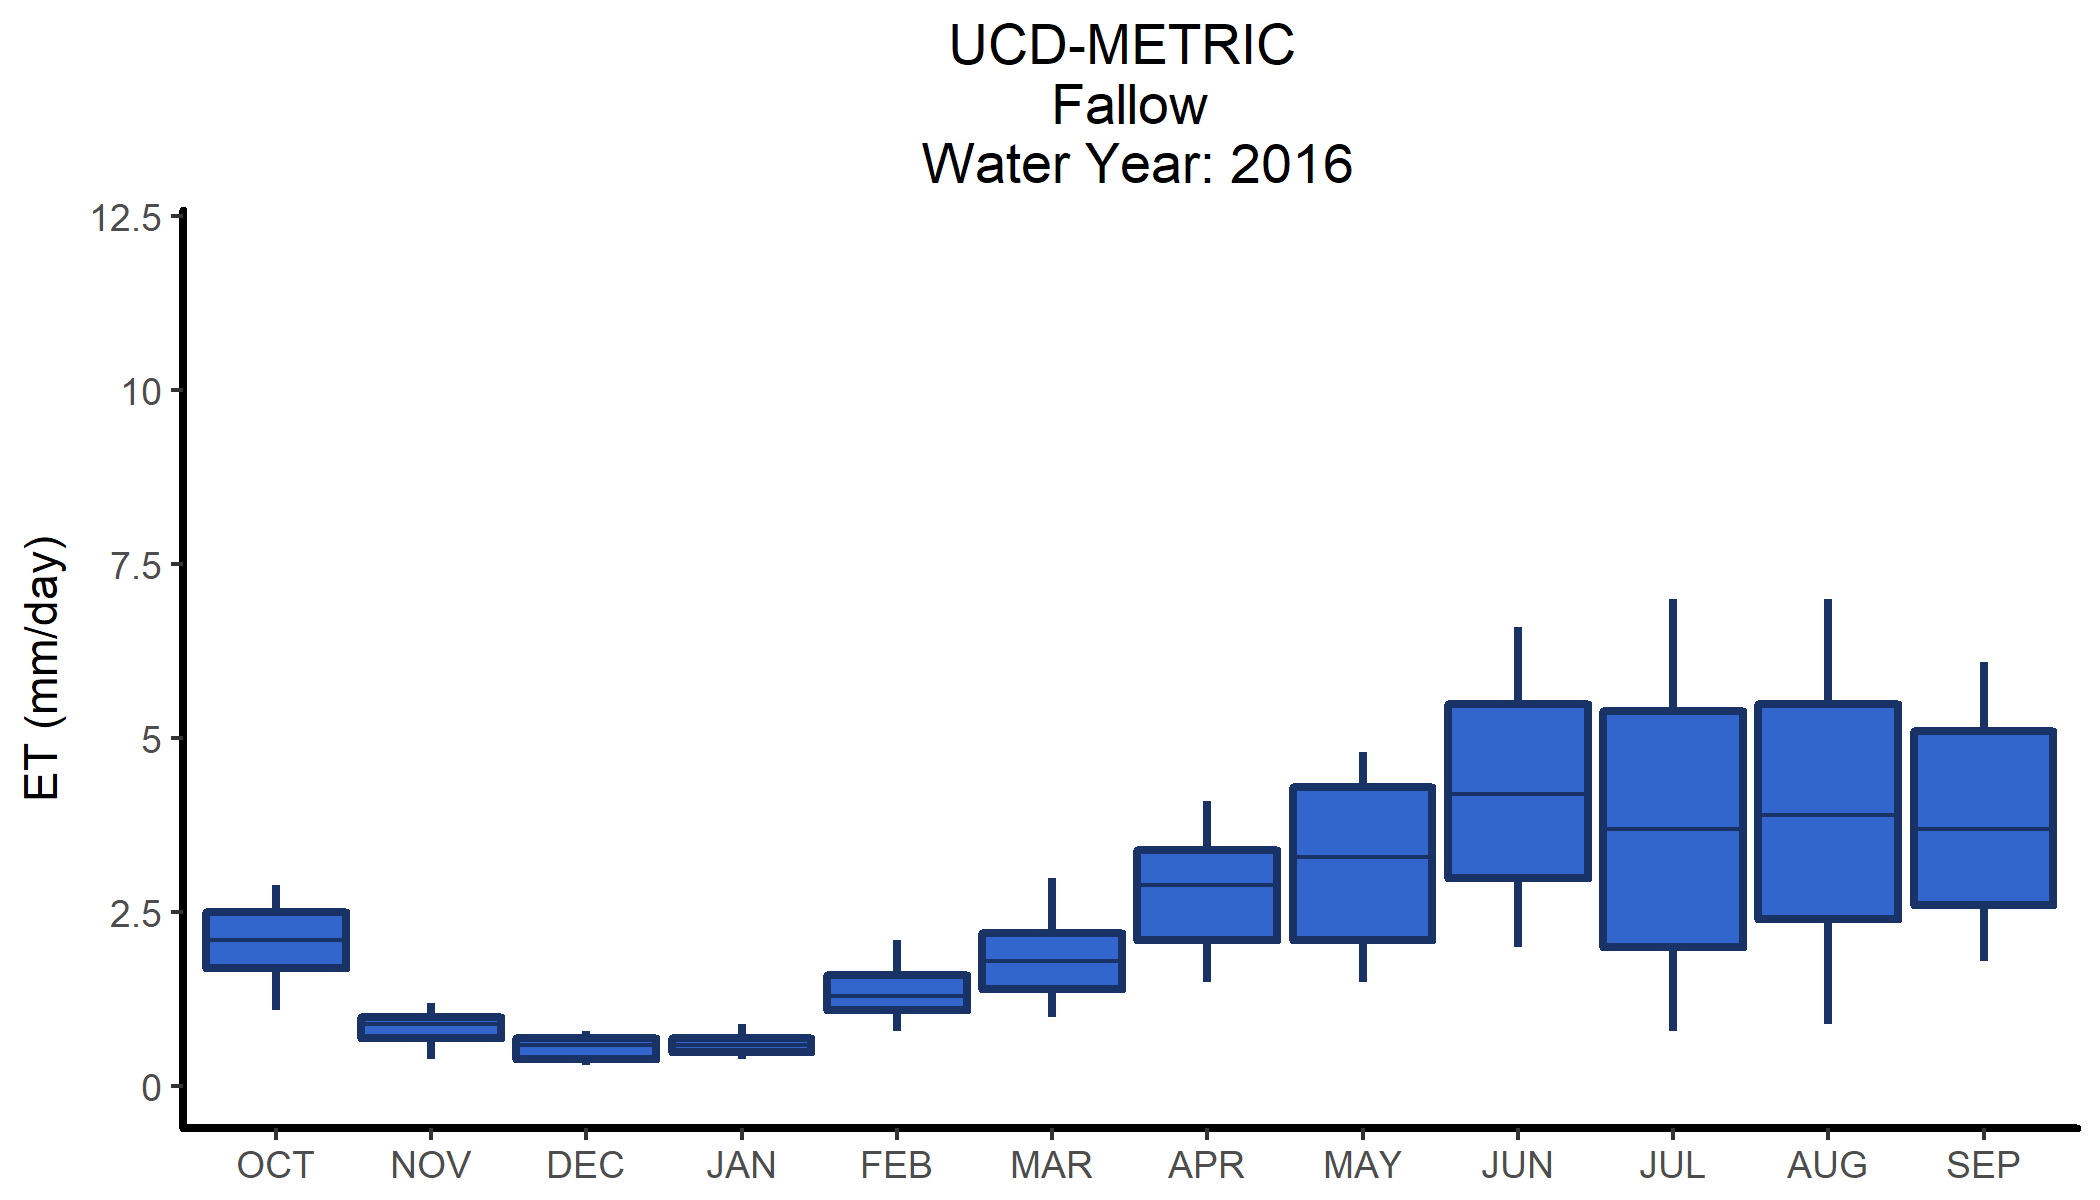 UCD-METRIC
Fallow
Water Year: 2016
12.5
10
7.5
5
2.5
0
ET (mm/day)
OCT NOV DEC JAN FEB MAR APR MAY JUN JUL AUG SEP